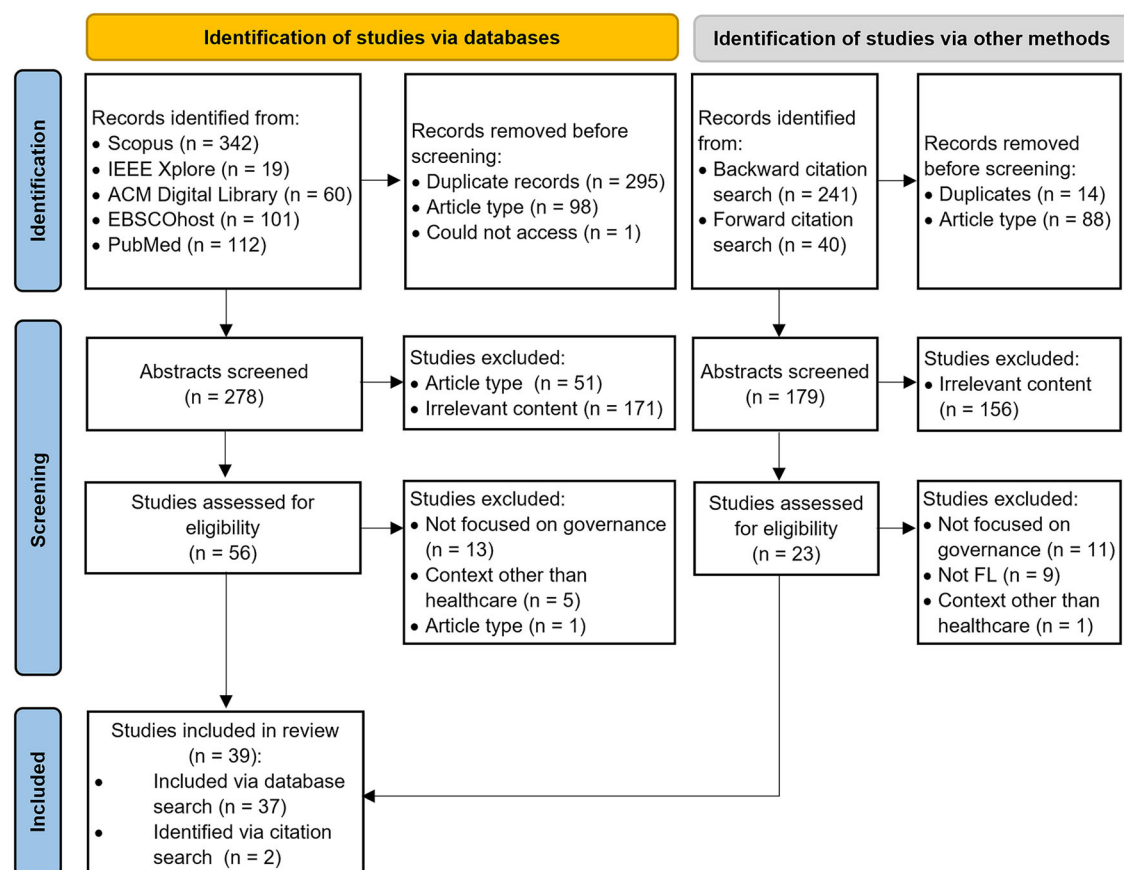 Identification of studies via databases
Identification of studies via other methods
Identification
Records identified from:
• Scopus (n = 342)
• IEEE Xplore (n = 19)
• ACM Digital Library (n = 60)
• EBSCOhost (n = 101)
• PubMed (n = 112)
Records removed before
screening:
• Duplicate records (n = 295)
• Article type (n = 98)
• Could not access (n = 1)
Records identified
from:
• Backward citation
search (n = 241)
• Forward citation
search (n = 40)
Records removed
before screening:
• Duplicates (n = 14)
• Article type (n = 88)
Screening
Abstracts screened
(n = 278)
Studies excluded:
• Article type (n = 51)
• Irrelevant content (n = 171)
Abstracts screened
(n = 179)
Studies excluded:
• Irrelevant content
(n = 156)
Studies assessed for
eligibility
(n = 56)
Studies excluded:
• Not focused on governance
(n = 13)
• Context other than
healthcare (n = 5)
• Article type (n = 1)
Studies assessed
for eligibility
(n = 23)
Studies excluded:
• Not focused on
governance (n = 11)
• Not FL (n = 9)
• Context other than
healthcare (n = 1)
Included
Studies included in review
(n = 39):
• Included via database
search (n = 37)
• Identified via citation
search (n = 2)